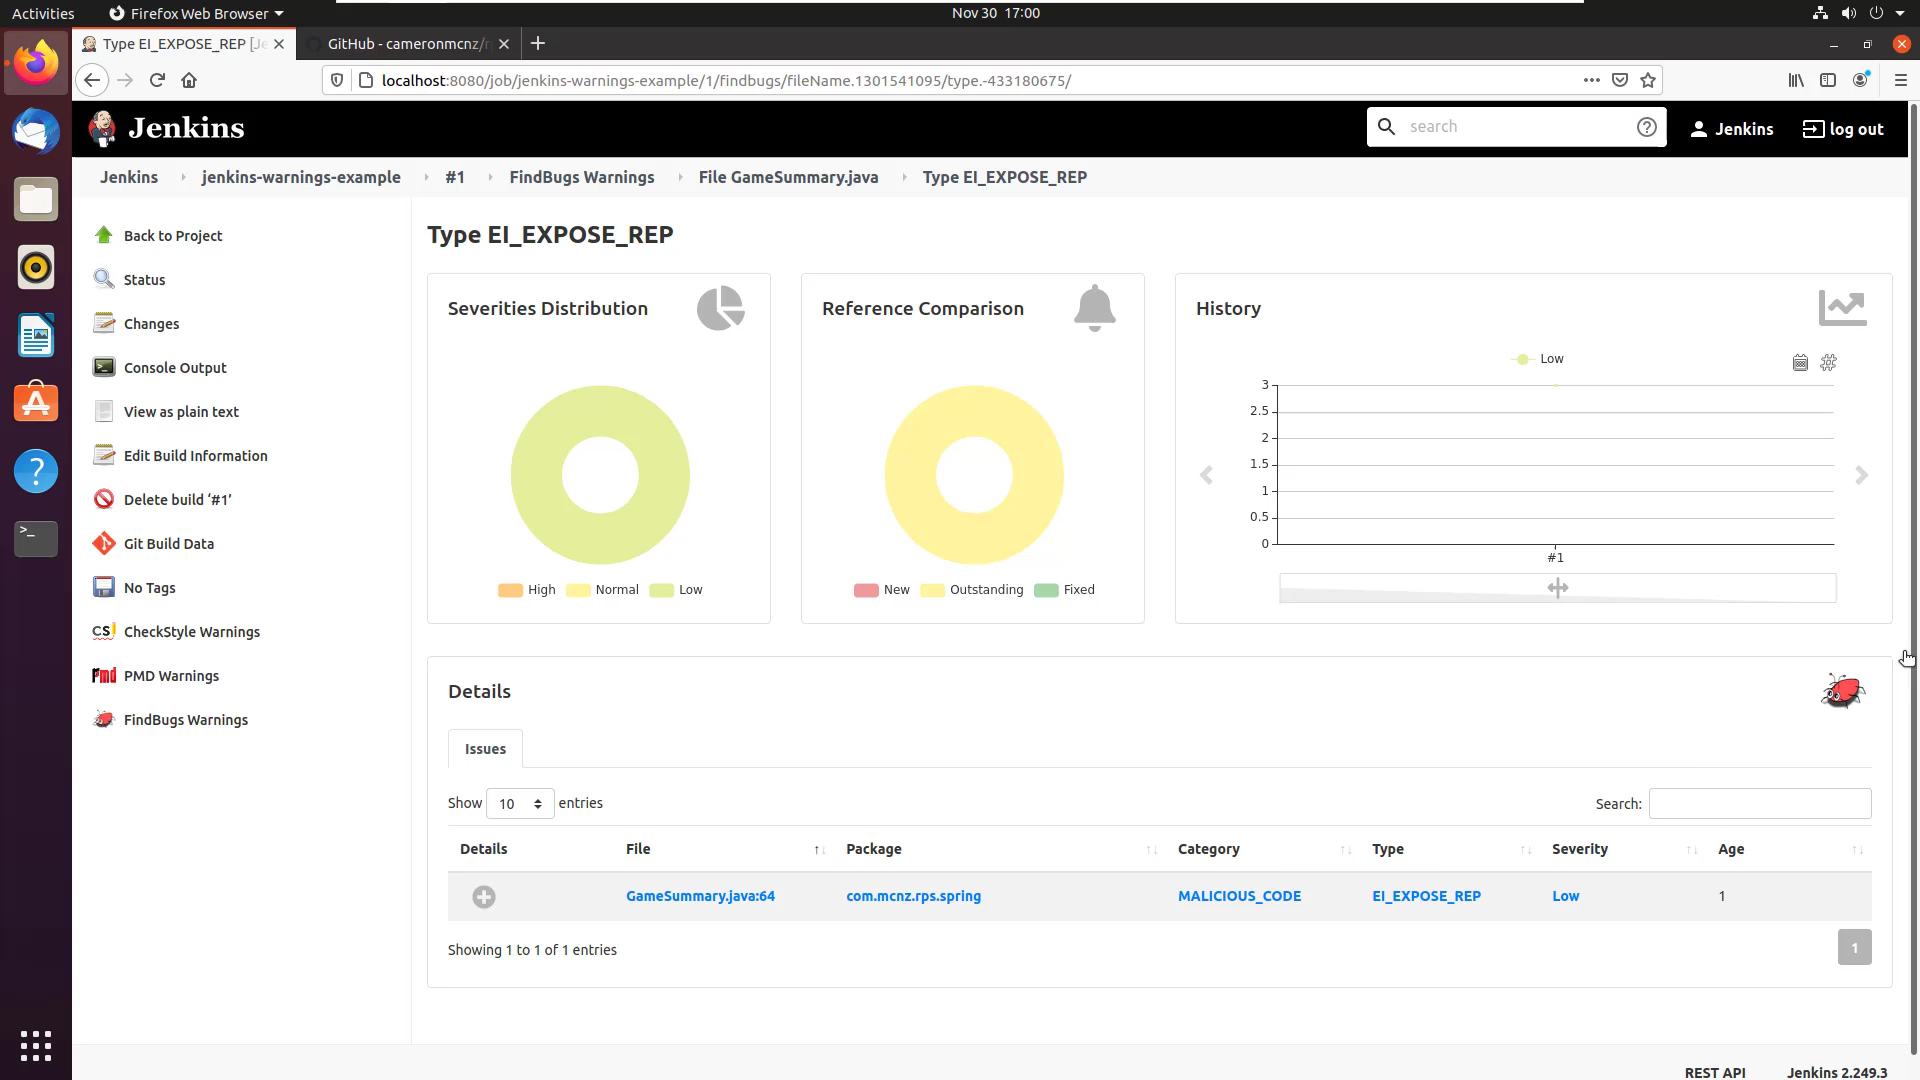 Activities
Firefox Web Browser
Nov 30 17:00
Type EI_EXPOSE_REP [Je
GitHub - cameronmcnz/r
localhost:8080/job/jenkins-warnings-example/1/findbugs/fileName.1301541095/type.-433180675/
Jenkins
search
Jenkins
log out
Jenkins
jenkins-warnings-example
#1
FindBugs Warnings
File GameSummary.java
Type EI_EXPOSE_REP
Back to Project
Status
Changes
Console Output
View as plain text
Edit Build Information
Delete build ‘#1’
Git Build Data
No Tags
CheckStyle Warnings
PMD Warnings
FindBugs Warnings
Type EI_EXPOSE_REP
Severities Distribution
High
Normal
Low
Reference Comparison
New
Outstanding
Fixed
History
Low
3
2.5
2
1.5
1
0.5
0
#1
Details
Issues
Show 10 entries
Search:
Details File Package Category Type Severity Age
GameSummary.java:64 com.mcnz.rps.spring MALICIOUS_CODE EI_EXPOSE_REP Low 1
Showing 1 to 1 of 1 entries
1
REST API
Jenkins 2.249.3